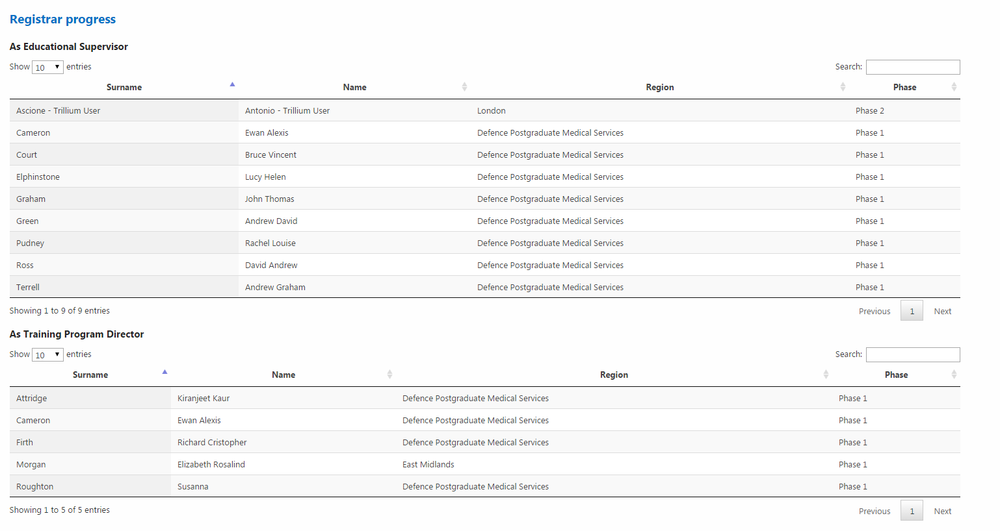 Registrar progress
As Educational Supervisor
Show 10 entries Search:
Surname Name Region Phase
Ascione - Trillium User Antonio - Trillium User London Phase 2
Cameron Ewan Alexis Defence Postgraduate Medical Services Phase 1
Court Bruce Vincent Defence Postgraduate Medical Services Phase 1
Elphinstone Lucy Helen Defence Postgraduate Medical Services Phase 1
Graham John Thomas Defence Postgraduate Medical Services Phase 1
Green Andrew David Defence Postgraduate Medical Services Phase 1
Pudney Rachel Louise Defence Postgraduate Medical Services Phase 1
Ross David Andrew Defence Postgraduate Medical Services Phase 1
Terrell Andrew Graham Defence Postgraduate Medical Services Phase 1
Showing 1 to 9 of 9 entries Previous 1 Next
As Training Program Director
Show 10 entries Search:
Surname Name Region Phase
Attridge Kiranjeet Kaur Defence Postgraduate Medical Services Phase 1
Cameron Ewan Alexis Defence Postgraduate Medical Services Phase 1
Firth Richard Cristopher Defence Postgraduate Medical Services Phase 1
Morgan Elizabeth Rosalind East Midlands Phase 1
Roughton Susanna Defence Postgraduate Medical Services Phase 1
Showing 1 to 5 of 5 entries Previous 1 Next